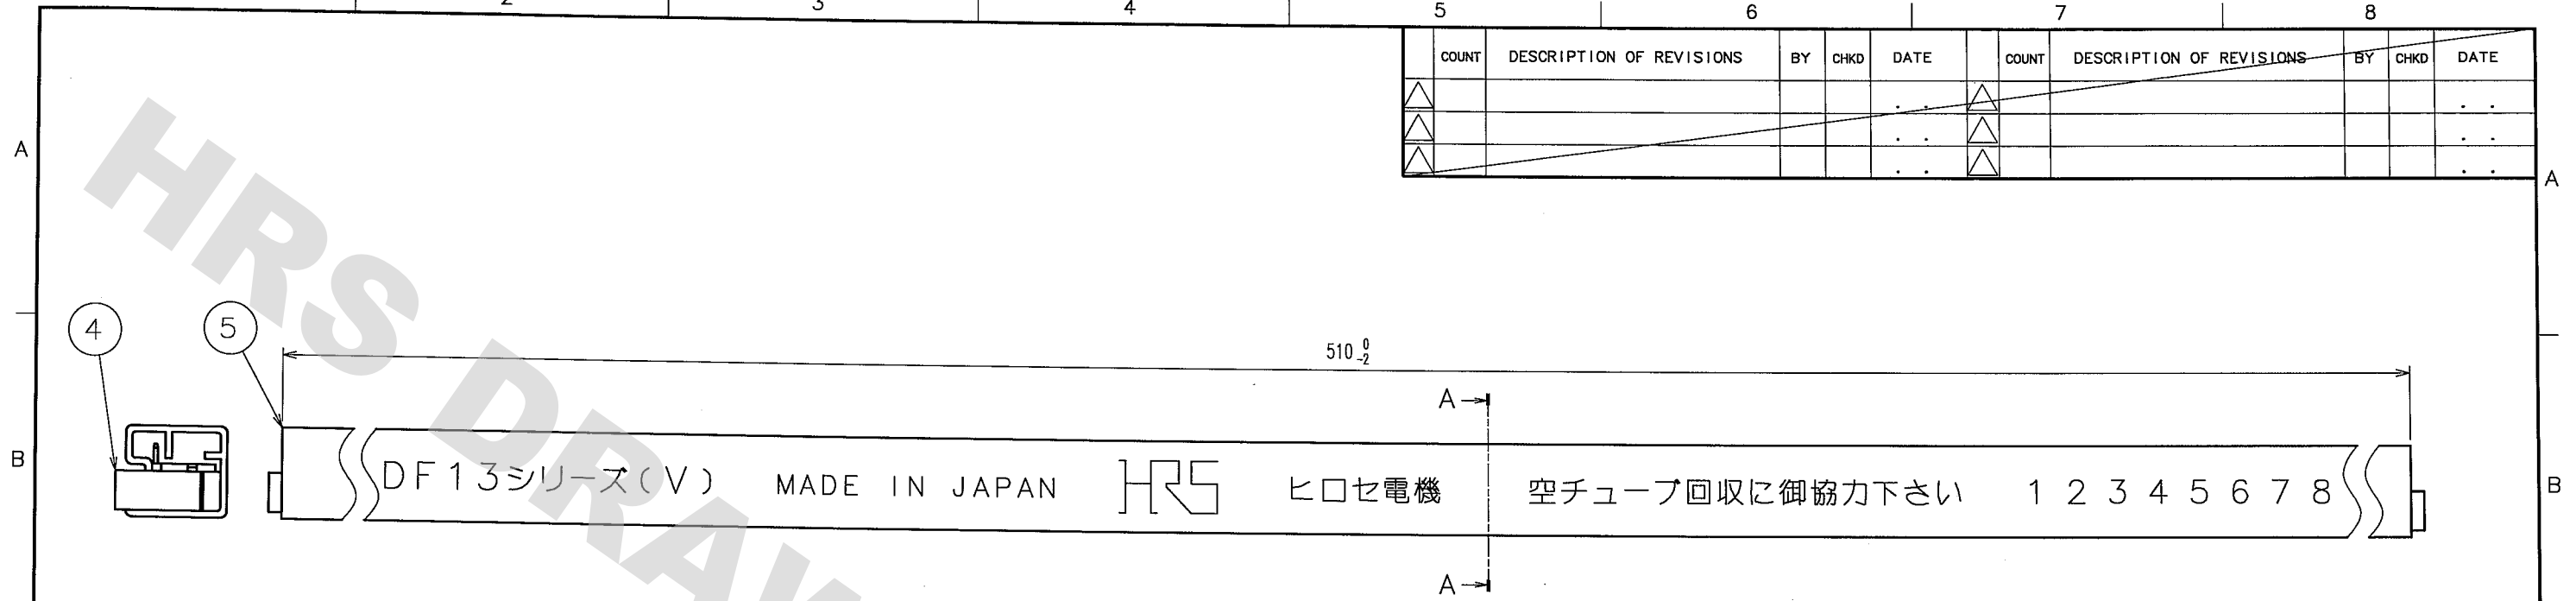 2 3 4 5 6 7 8
COUNT DESCRIPTION OF REVISIONS BY CHKD DATE COUNT DESCRIPTION OF REVISIONS BY CHKD DATE
A A
HRS DRAW
4 5
510 0 -2
A
B DF13シリーズ(V) MADE IN JAPAN HRS ヒロセ電機 空チューブ回収に御協力下さい 1 2 3 4 5 6 7 8 B
A